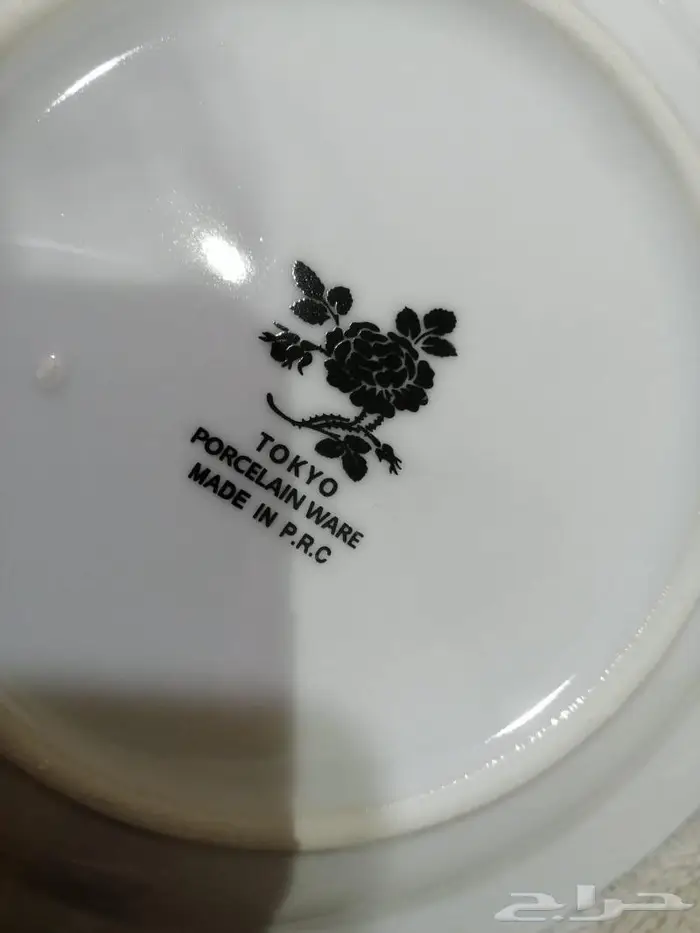 TOKYO
PORCELAIN WARE
MADE IN P.R.C
حراج